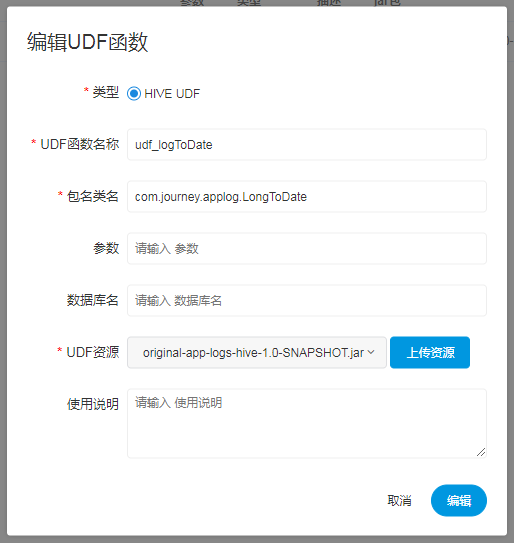 参数 类型 描述 jar包
编辑UDF函数
* 类型 HIVE UDF
* UDF函数名称 udf_logToDate
* 包名类名 com.journey.applog.LongToDate
参数 请输入 参数
数据库名 请输入 数据库名
* UDF资源 original-app-logs-hive-1.0-SNAPSHOT.jar 上传资源
使用说明 请输入 使用说明
取消 编辑